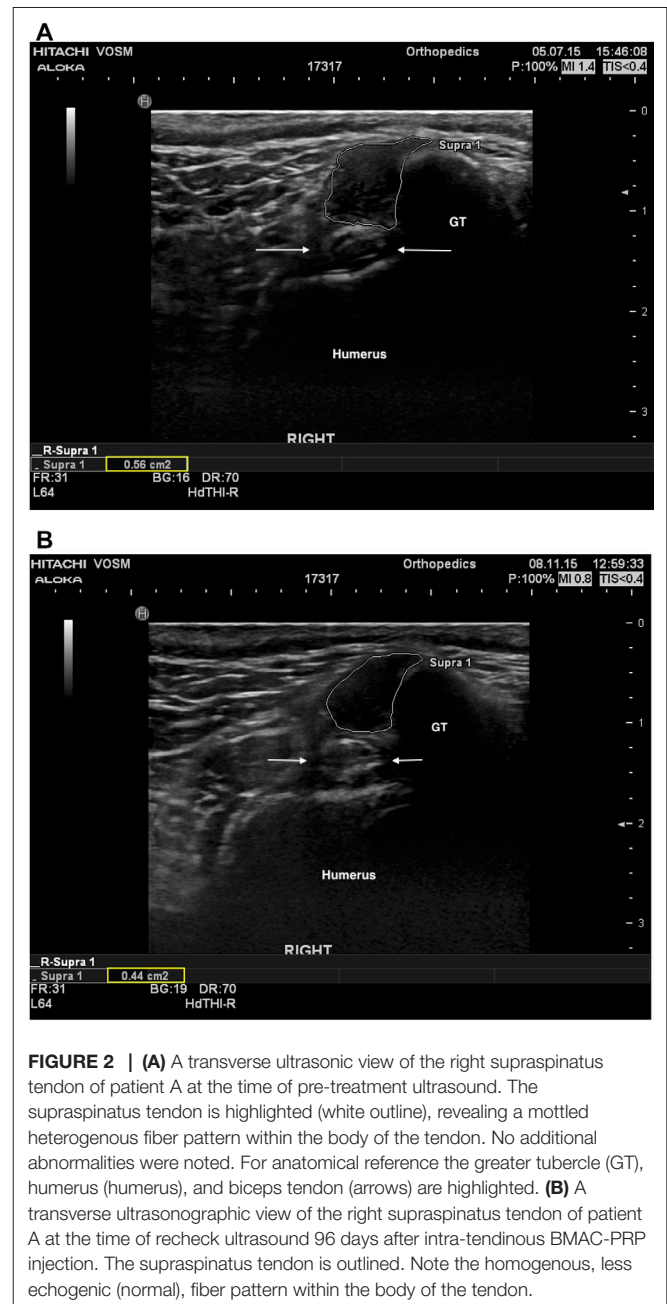 A
HITACHI VOSM Orthopedics 05.07.15 15:46:08
ALOKA 17317 P:100% MI 1.4 TIS<0.4
H
0
Supra 1
1
GT
2
Humerus
3
RIGHT
R-Supra 1
Supra 1 0.56 cm2
FR:31 BG:16 DR:70
L64 HdTHI-R
B
HITACHI VOSM Orthopedics 08.11.15 12:59:33
ALOKA 17317 P:100% MI 0.8 TIS<0.4
H
0
Supra 1
1
GT
2
Humerus
3
RIGHT
R-Supra 1
Supra 1 0.44 cm2
FR:31 BG:19 DR:70
L64 HdTHI-R
FIGURE 2 | (A) A transverse ultrasonic view of the right supraspinatus
tendon of patient A at the time of pre-treatment ultrasound. The
supraspinatus tendon is highlighted (white outline), revealing a mottled
heterogenous fiber pattern within the body of the tendon. No additional
abnormalities were noted. For anatomical reference the greater tubercle (GT),
humerus (humerus), and biceps tendon (arrows) are highlighted. (B) A
transverse ultrasonographic view of the right supraspinatus tendon of patient
A at the time of recheck ultrasound 96 days after intra-tendinous BMAC-PRP
injection. The supraspinatus tendon is outlined. Note the homogenous, less
echogenic (normal), fiber pattern within the body of the tendon.